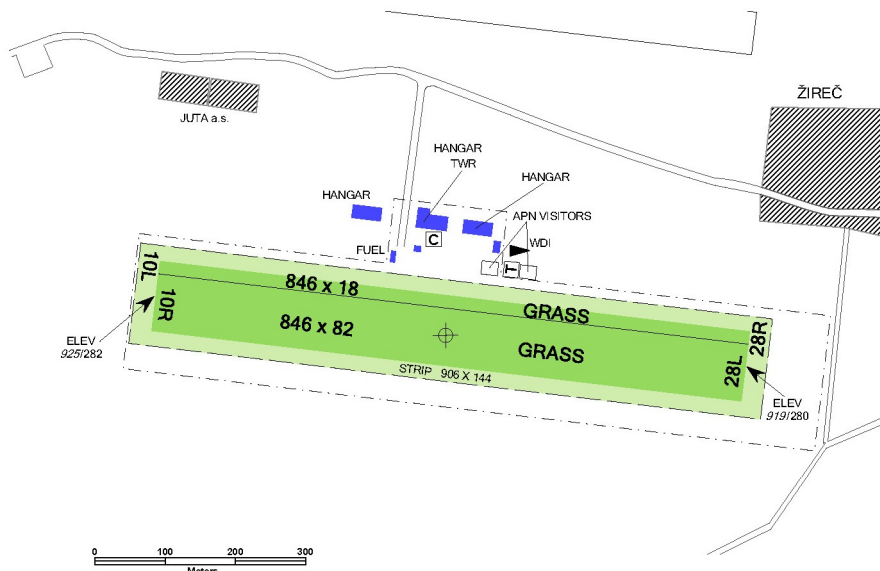 ŽIREČ
JUTA a.s.
HANGAR
TWR
HANGAR
HANGAR
APN VISITORS
C
WDI
FUEL
T
10L
846 x 18
GRASS
28R
10R
846 x 82
GRASS
28L
ELEV
925/282
STRIP 906 X 144
ELEV
919/280
0 100 200 300
Meters